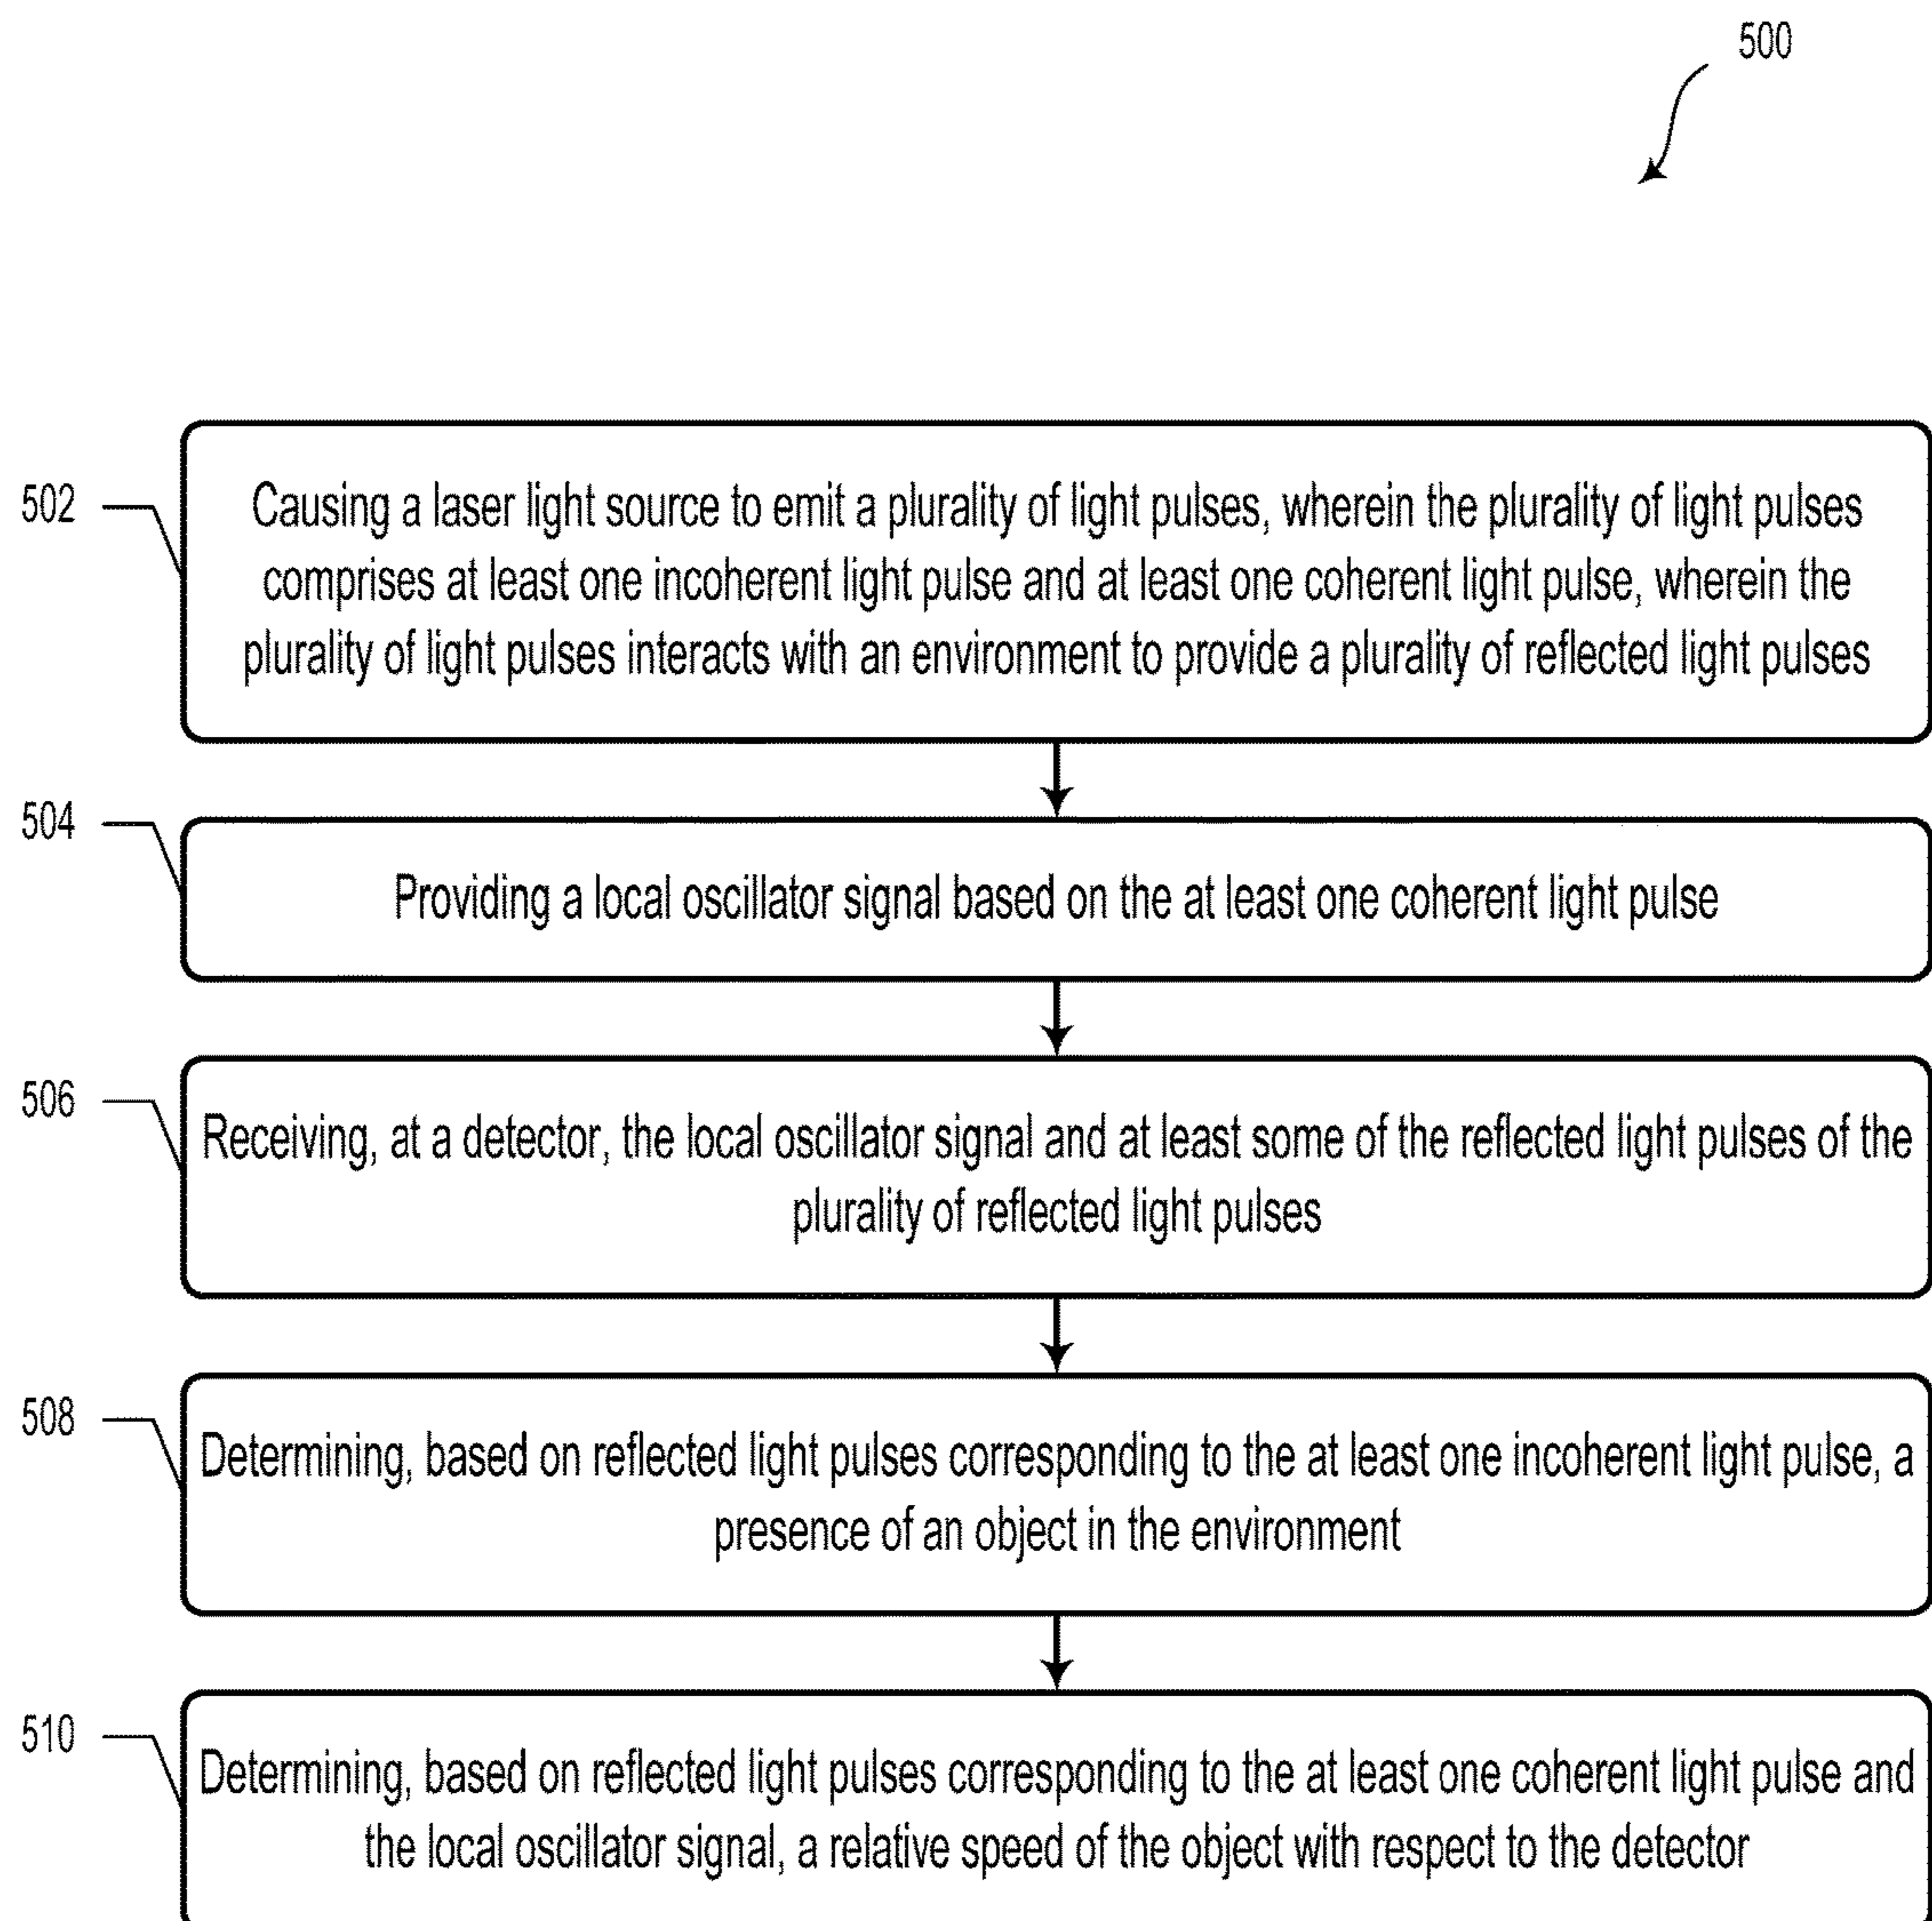 500
502
Causing a laser light source to emit a plurality of light pulses, wherein the plurality of light pulses
comprises at least one incoherent light pulse and at least one coherent light pulse, wherein the
plurality of light pulses interacts with an environment to provide a plurality of reflected light pulses
504
Providing a local oscillator signal based on the at least one coherent light pulse
506
Receiving, at a detector, the local oscillator signal and at least some of the reflected light pulses of the
plurality of reflected light pulses
508
Determining, based on reflected light pulses corresponding to the at least one incoherent light pulse, a
presence of an object in the environment
510
Determining, based on reflected light pulses corresponding to the at least one coherent light pulse and
the local oscillator signal, a relative speed of the object with respect to the detector